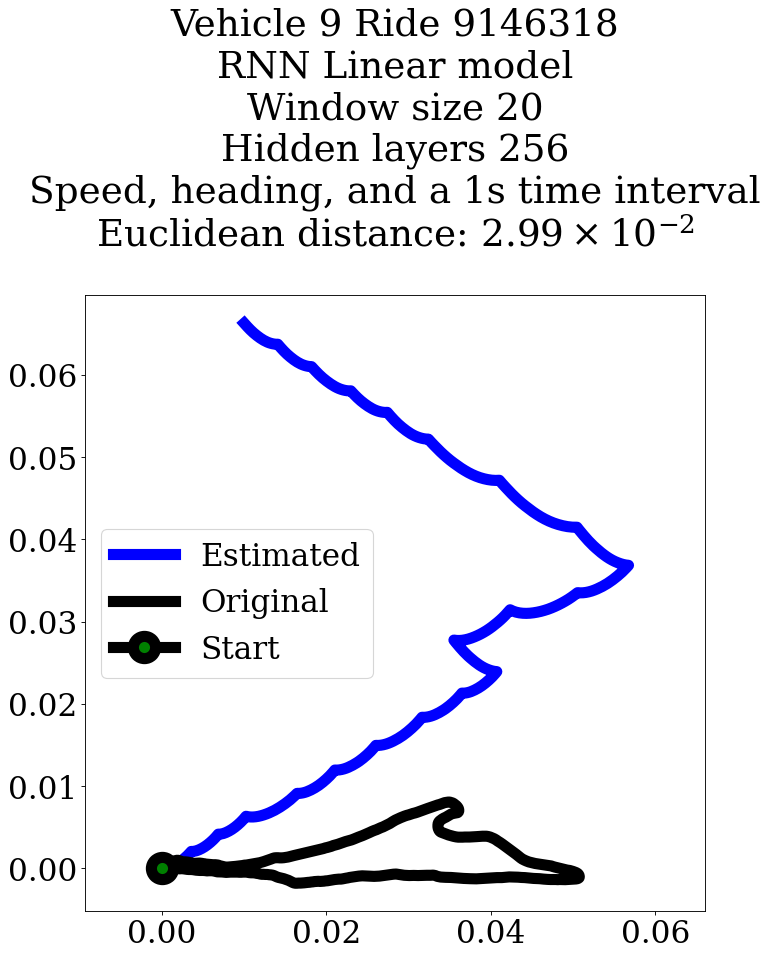 Vehicle 9 Ride 9146318
RNN Linear model
Window size 20
Hidden layers 256
Speed, heading, and a 1s time interval
Euclidean distance: 2.99 × 10⁻²
0.06
0.05
0.04
0.03
0.02
0.01
0.00
Estimated
Original
Start
0.00 0.02 0.04 0.06